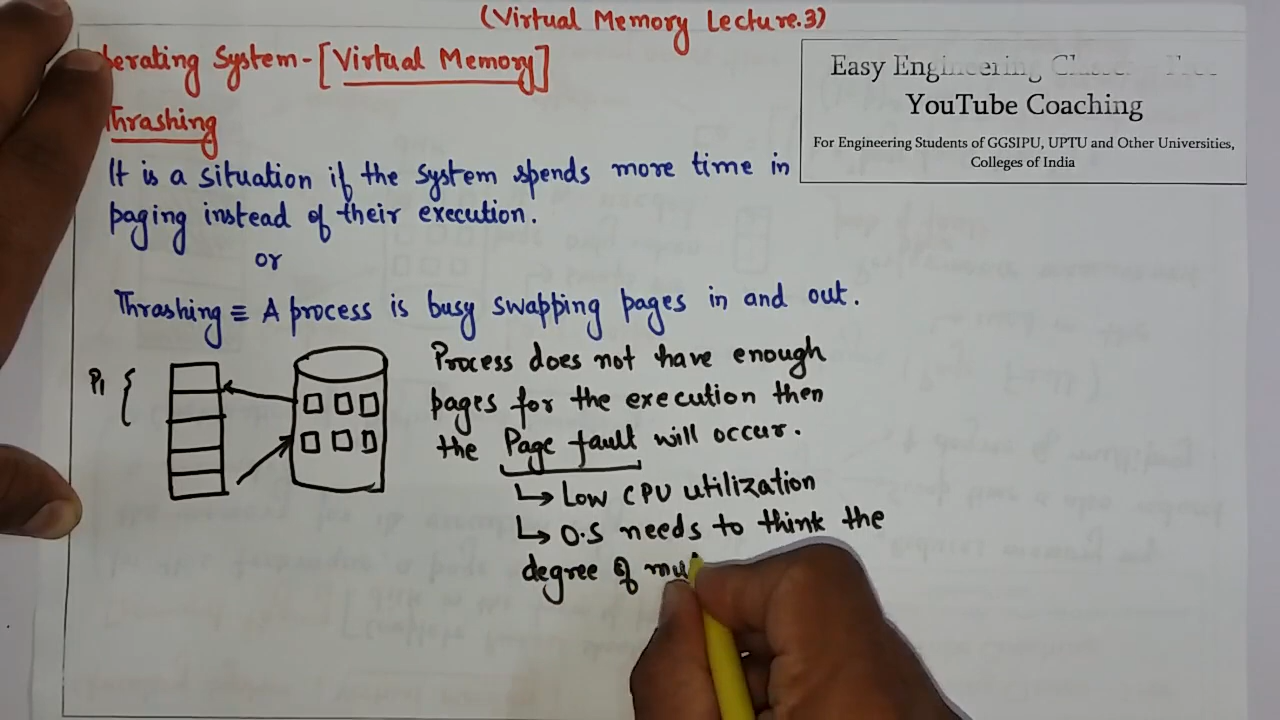 (Virtual Memory Lecture.3)
erating System-[Virtual Memory]
Easy Engineering Classes – Free
YouTube Coaching
For Engineering Students of GGSIPU, UPTU and Other Universities,
Colleges of India
Thrashing
It is a situation if the system spends more time in
paging instead of their execution.
or
Thrashing ≡ A process is busy swapping pages in and out.
P1 {
Process does not have enough
pages for the execution then
the Page fault will occur.
↳ Low CPU utilization
↳ O.S needs to think the
degree of mul